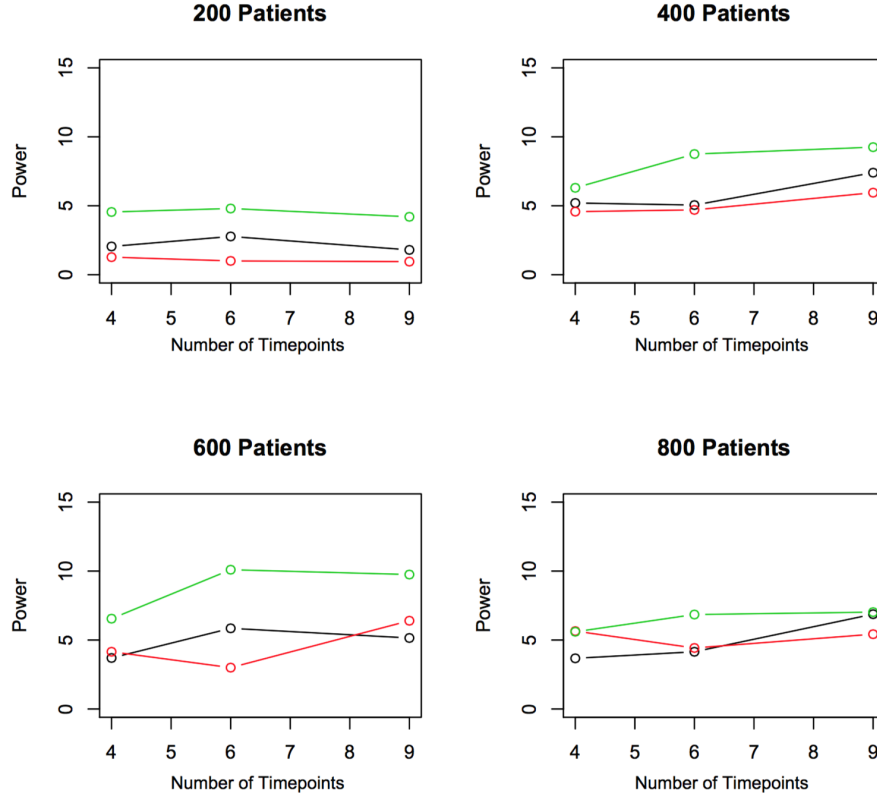 200 Patients
15
10
5
0
Power
4 5 6 7 8 9
Number of Timepoints
400 Patients
15
10
5
0
Power
4 5 6 7 8 9
Number of Timepoints
600 Patients
15
10
5
0
Power
4 5 6 7 8 9
Number of Timepoints
800 Patients
15
10
5
0
Power
4 5 6 7 8 9
Number of Timepoints